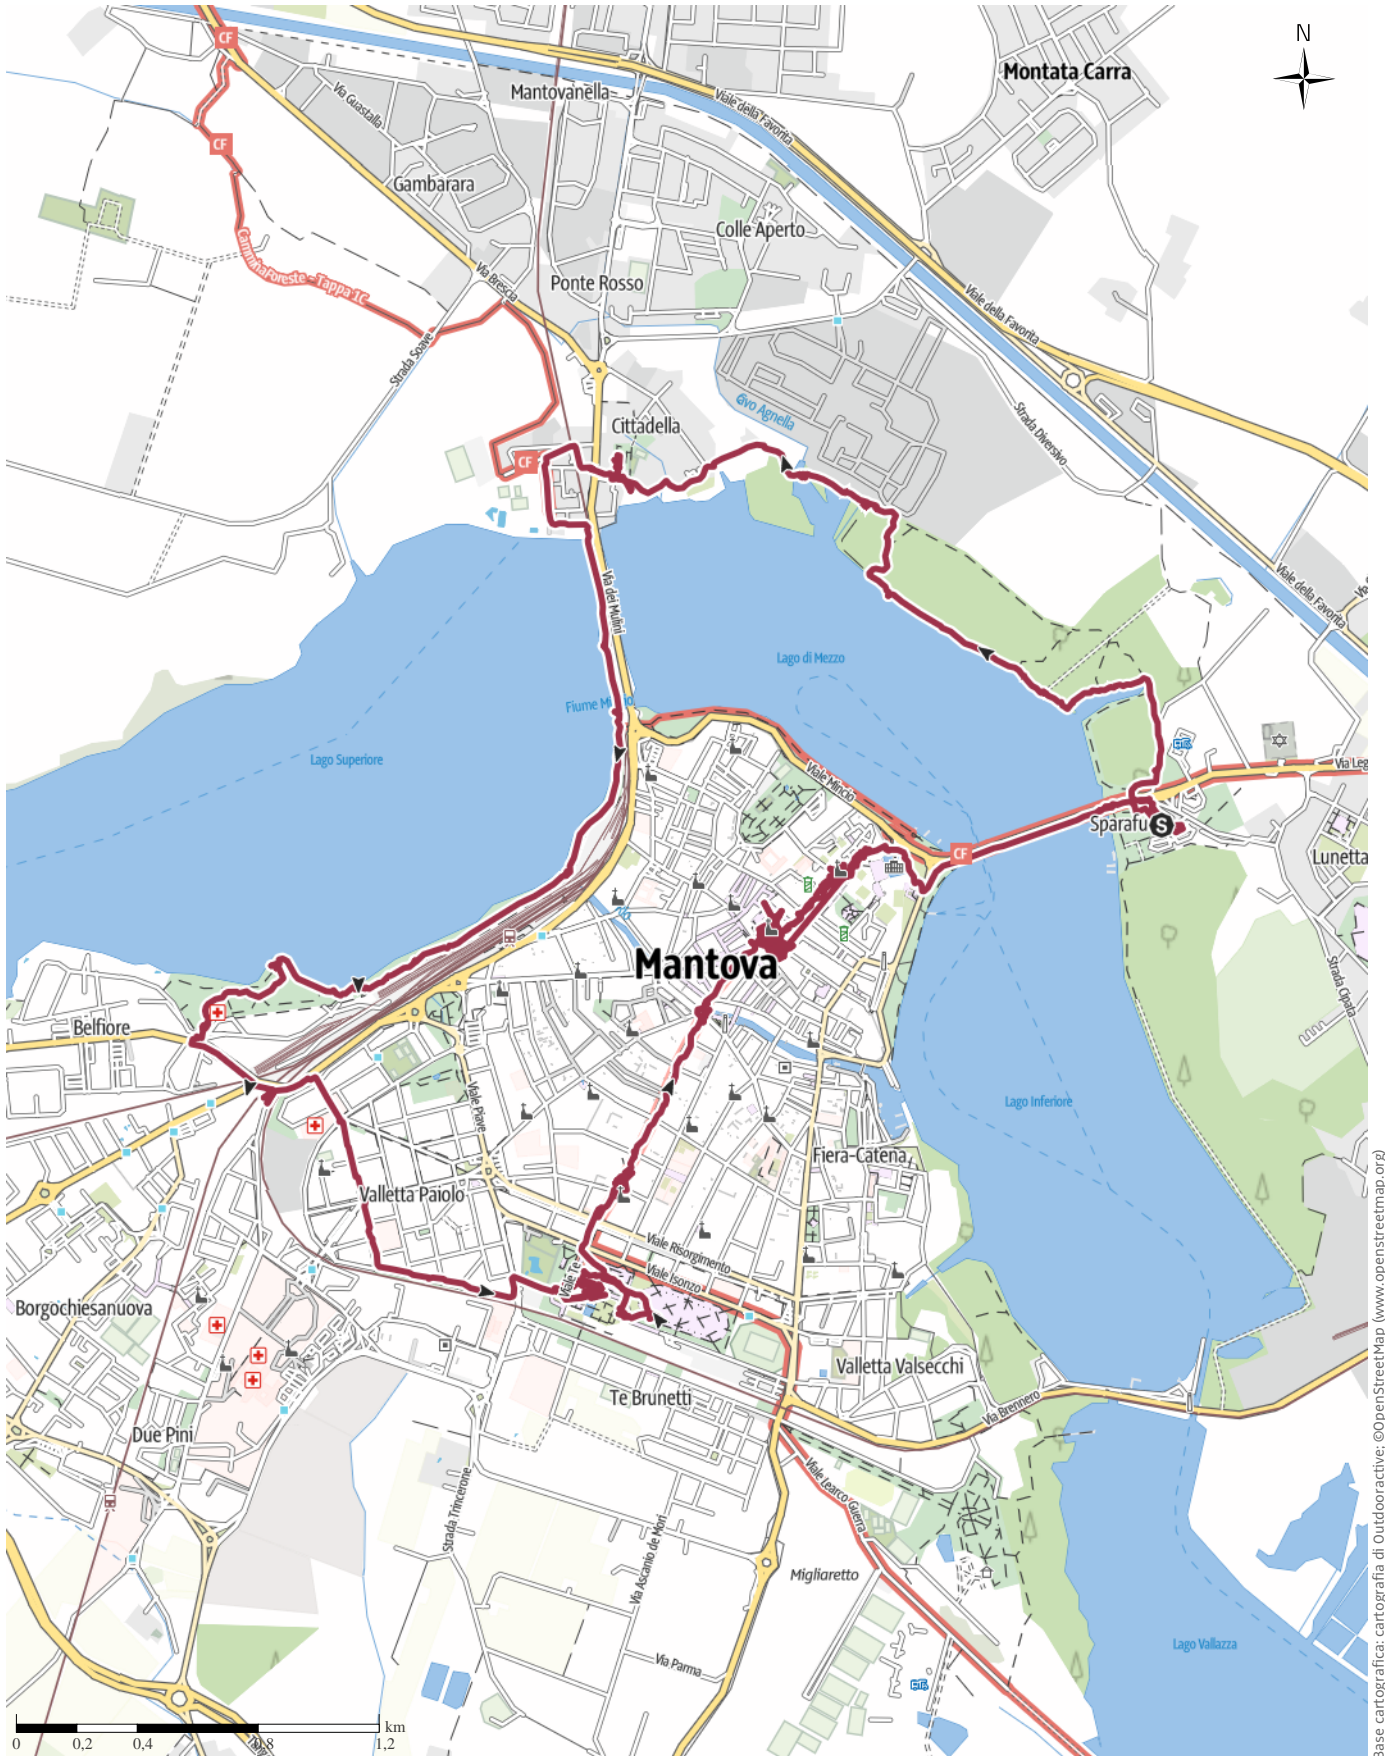 N
CF
Montata Carra
Mantovanella
Viale della Favorita
Via Guastalla
CF
Gambarara
Colle Aperto
CamminaForeste - Tappa 1C
Via Brescia
Ponte Rosso
Viale della Favorita
Strada Soave
Cittadella
Strada Diversivo
CF
Viale della Favorita
Via dei Mulini
Lago di Mezzo
Lago Superiore
Viale Mincio
Via Leg
Sparafu
S
CF
Lunetta
Mantova
Strada Cipata
Belfiore
Viale Piave
Lago Inferiore
Fiera-Catena
Valletta Paiolo
Viale Risorgimento
Viale Te
Viale Isonzo
Borgochiesanuova
Valletta Valsecchi
Te Brunetti
Via Brennero
Due Pini
Viale Learco Guerra
Strada Trincerone
Via Ascanio de Mori
Migliaretto
Lago Vallazza
Via Parma
km
0
0,2
0,4
0,8
1,2
Base cartografica: cartografia di Outdooractive; ©OpenStreetMap (www.openstreetmap.org)